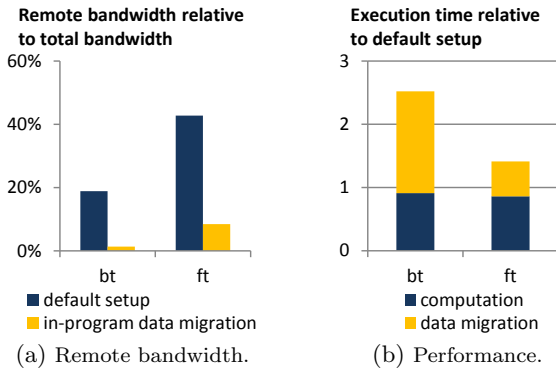 Remote bandwidth relative
to total bandwidth
60%
40%
20%
0%
bt
ft
default setup
in-program data migration
(a) Remote bandwidth.
Execution time relative
to default setup
3
2
1
0
bt
ft
computation
data migration
(b) Performance.